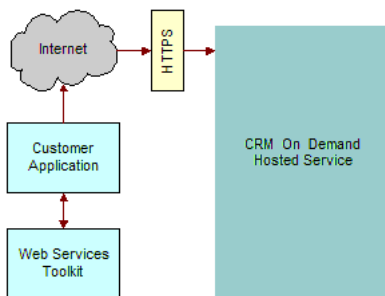 Internet
HTTPS
CRM On Demand
Hosted Service
Customer
Application
Web Services
Toolkit